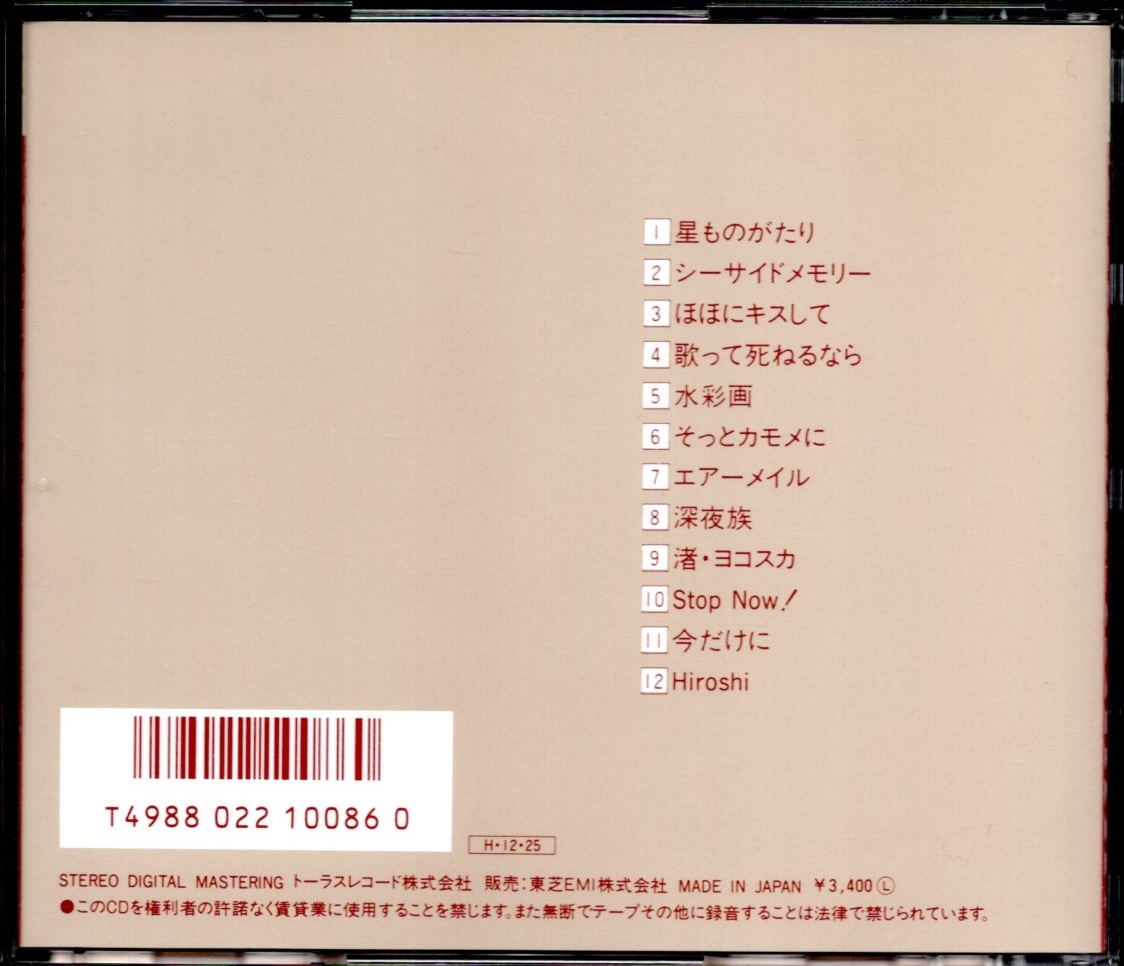 1 星ものがたり
2 シーサイドメモリー
3 ほほにキスして
4 歌って死ねるなら
5 水彩画
6 そっとカモメに
7 エアーメイル
8 深夜族
9 渚・ヨコスカ
10 Stop Now!
11 今だけに
12 Hiroshi
T4988 022 10086 0
H・12・25
STEREO DIGITAL MASTERING トーラスレコード株式会社 販売:東芝EMI株式会社 MADE IN JAPAN ¥3,400 Ⓛ
●このCDを権利者の許諾なく賃貸業に使用することを禁じます。また無断でテープその他に録音することは法律で禁じられています。